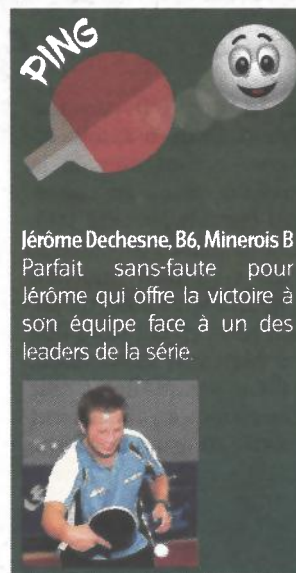 PING
Jérôme Dechesne, B6, Minerois B
Parfait sans-faute pour
Jérôme qui offre la victoire à
son équipe face à un des
leaders de la série.